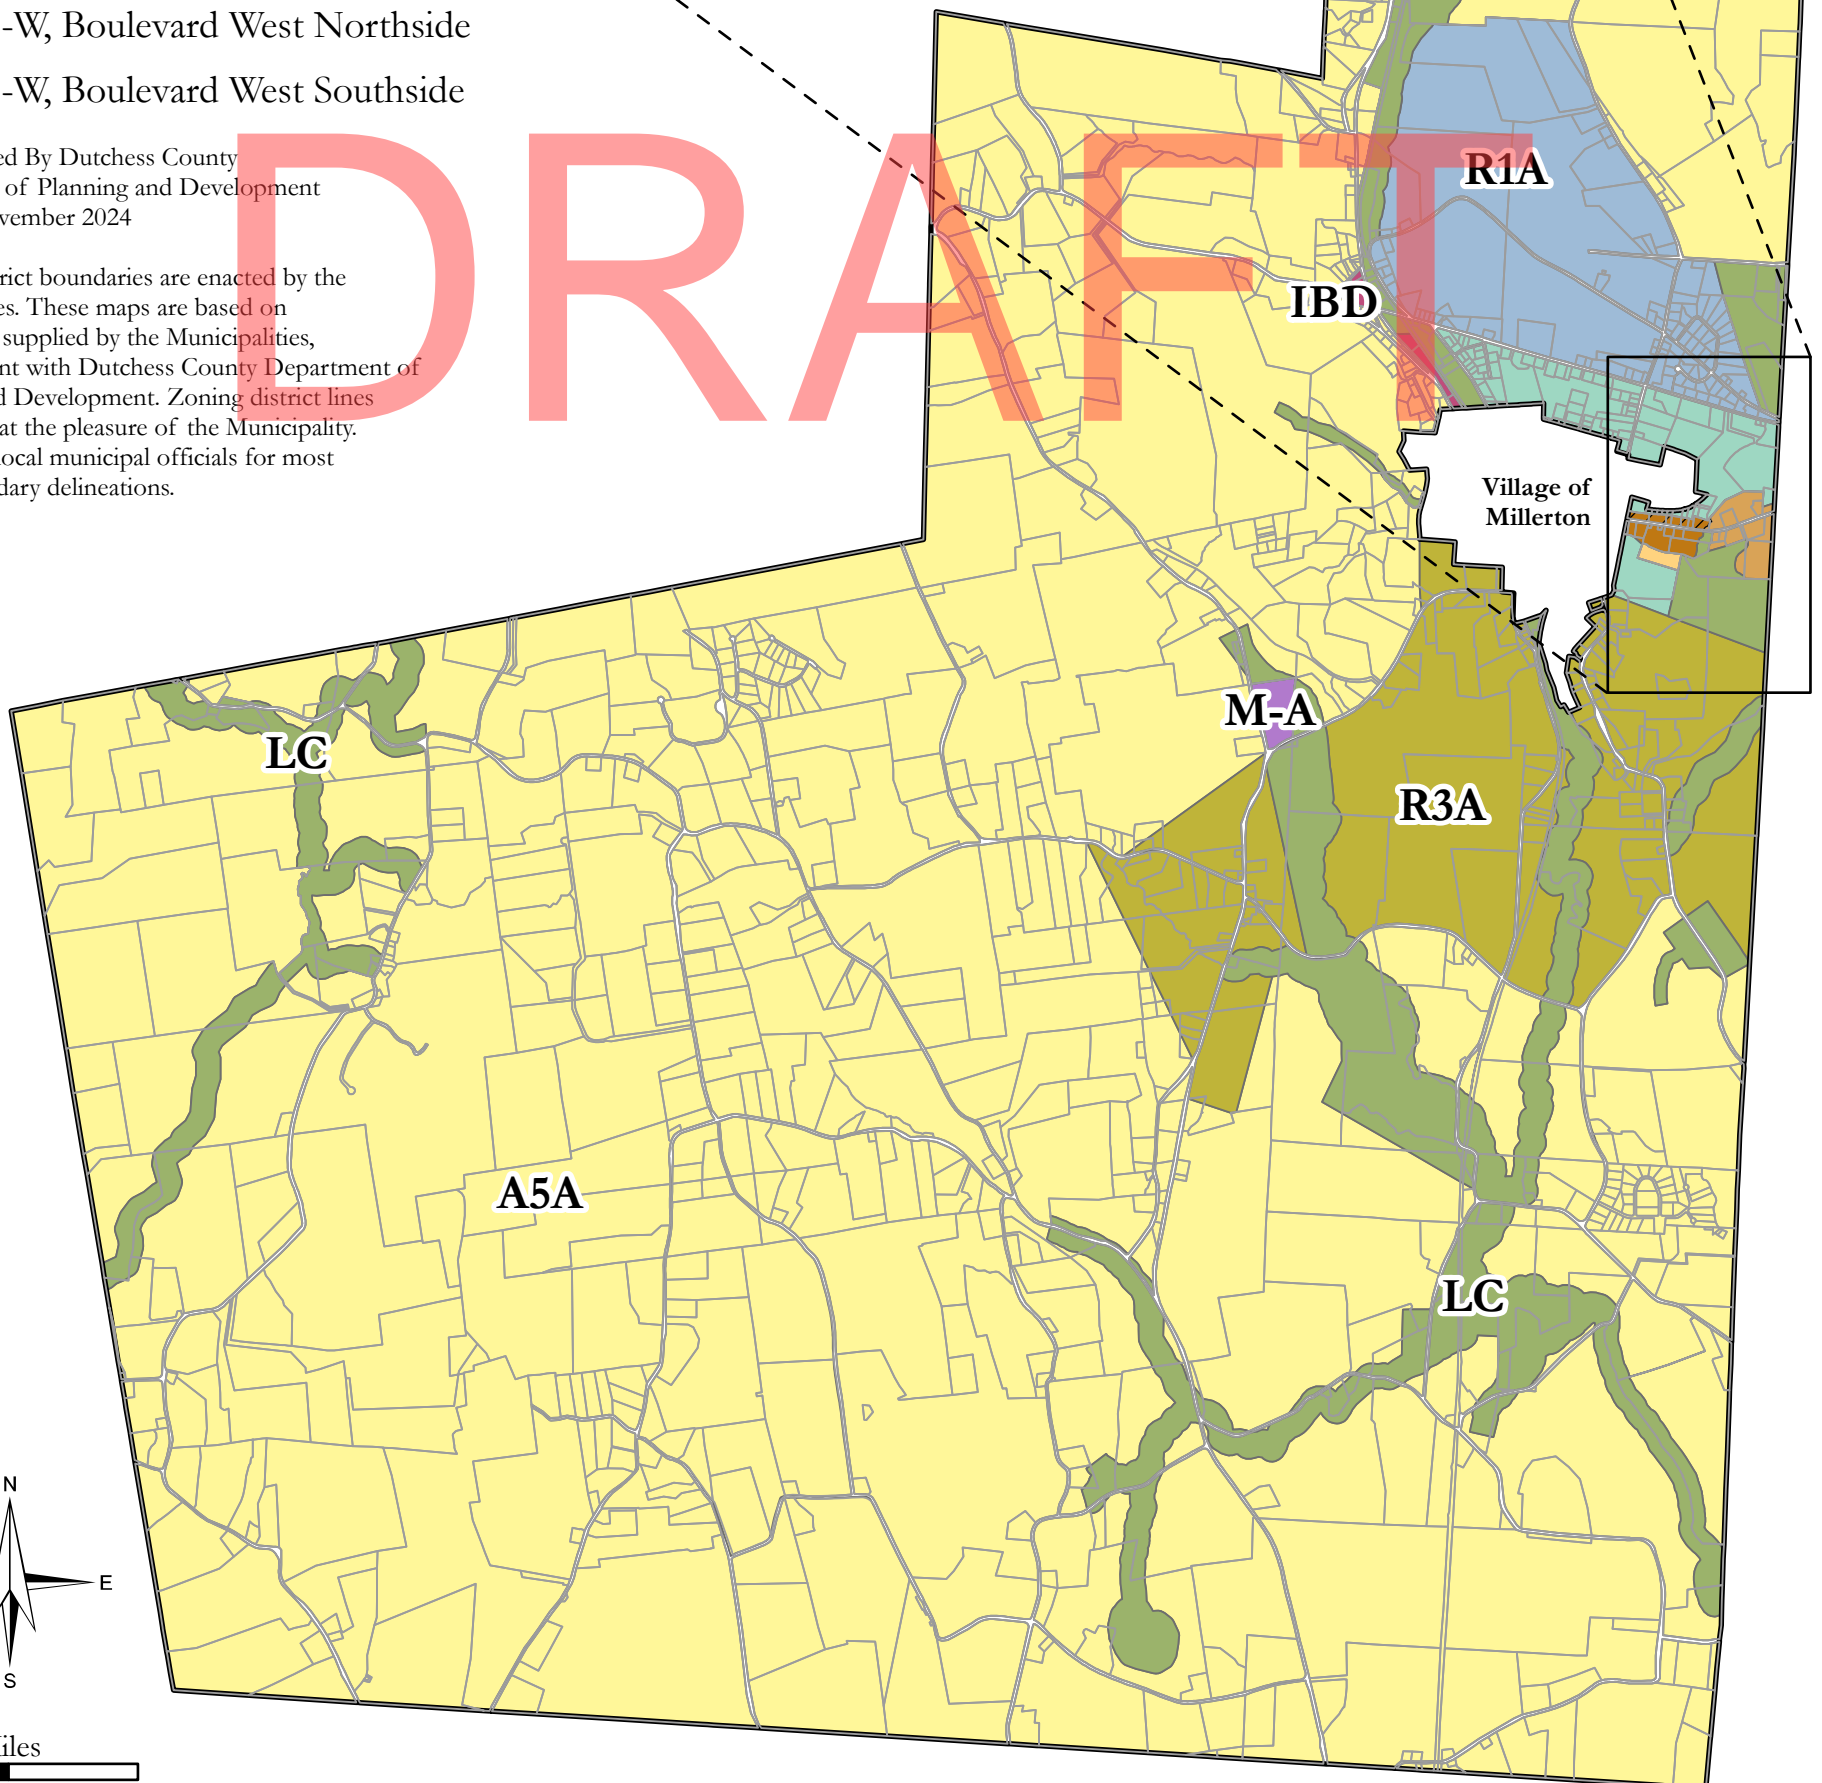 -W, Boulevard West Northside
-W, Boulevard West Southside
ed By Dutchess County
of Planning and Development
vember 2024
rict boundaries are enacted by the
es. These maps are based on
supplied by the Municipalities,
nt with Dutchess County Department of
d Development. Zoning district lines
at the pleasure of the Municipality.
local municipal officials for most
dary delineations.
DRAFT
R1A
IBD
Village of
Millerton
M-A
LC
R3A
A5A
LC
N
E
S
iles